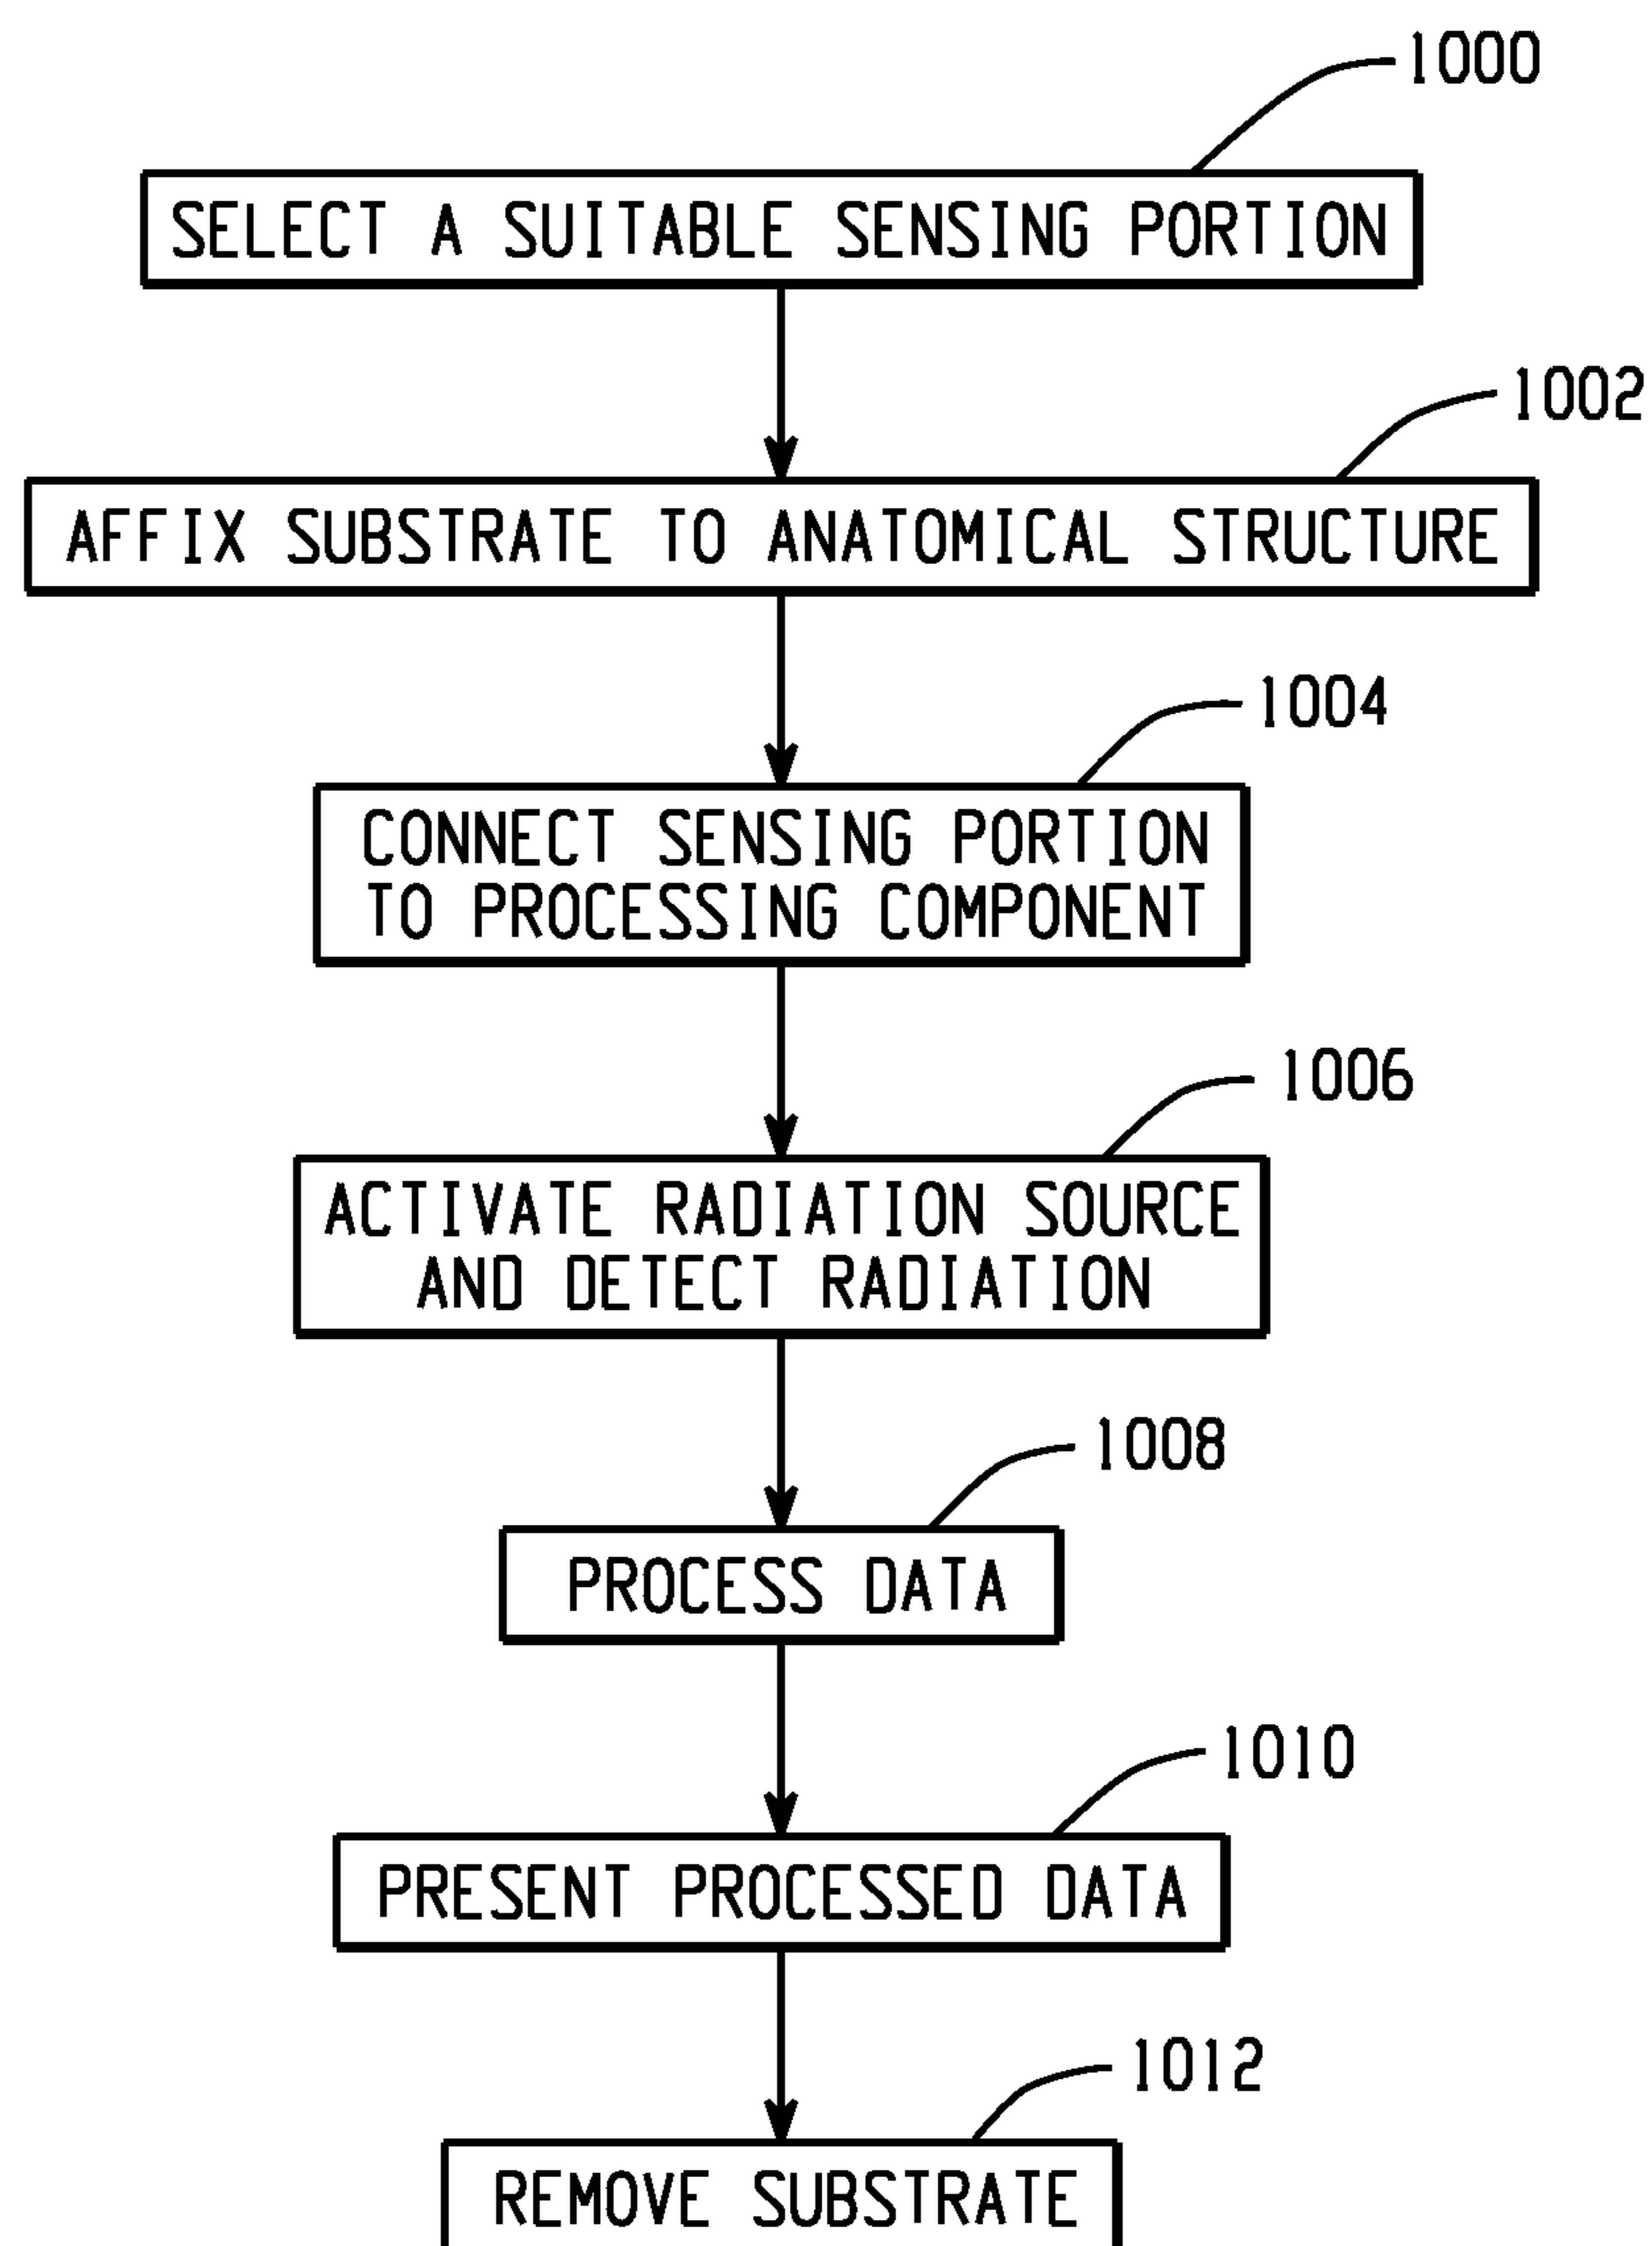 1000
SELECT A SUITABLE SENSING PORTION
1002
AFFIX SUBSTRATE TO ANATOMICAL STRUCTURE
1004
CONNECT SENSING PORTION
TO PROCESSING COMPONENT
1006
ACTIVATE RADIATION SOURCE
AND DETECT RADIATION
1008
PROCESS DATA
1010
PRESENT PROCESSED DATA
1012
REMOVE SUBSTRATE